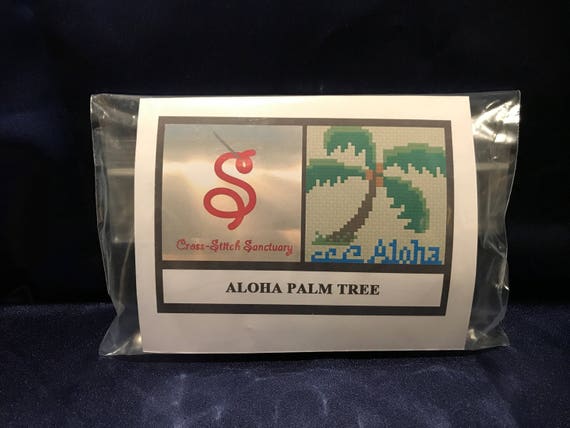 Cross-Stitch Sanctuary
Aloha
ALOHA PALM TREE